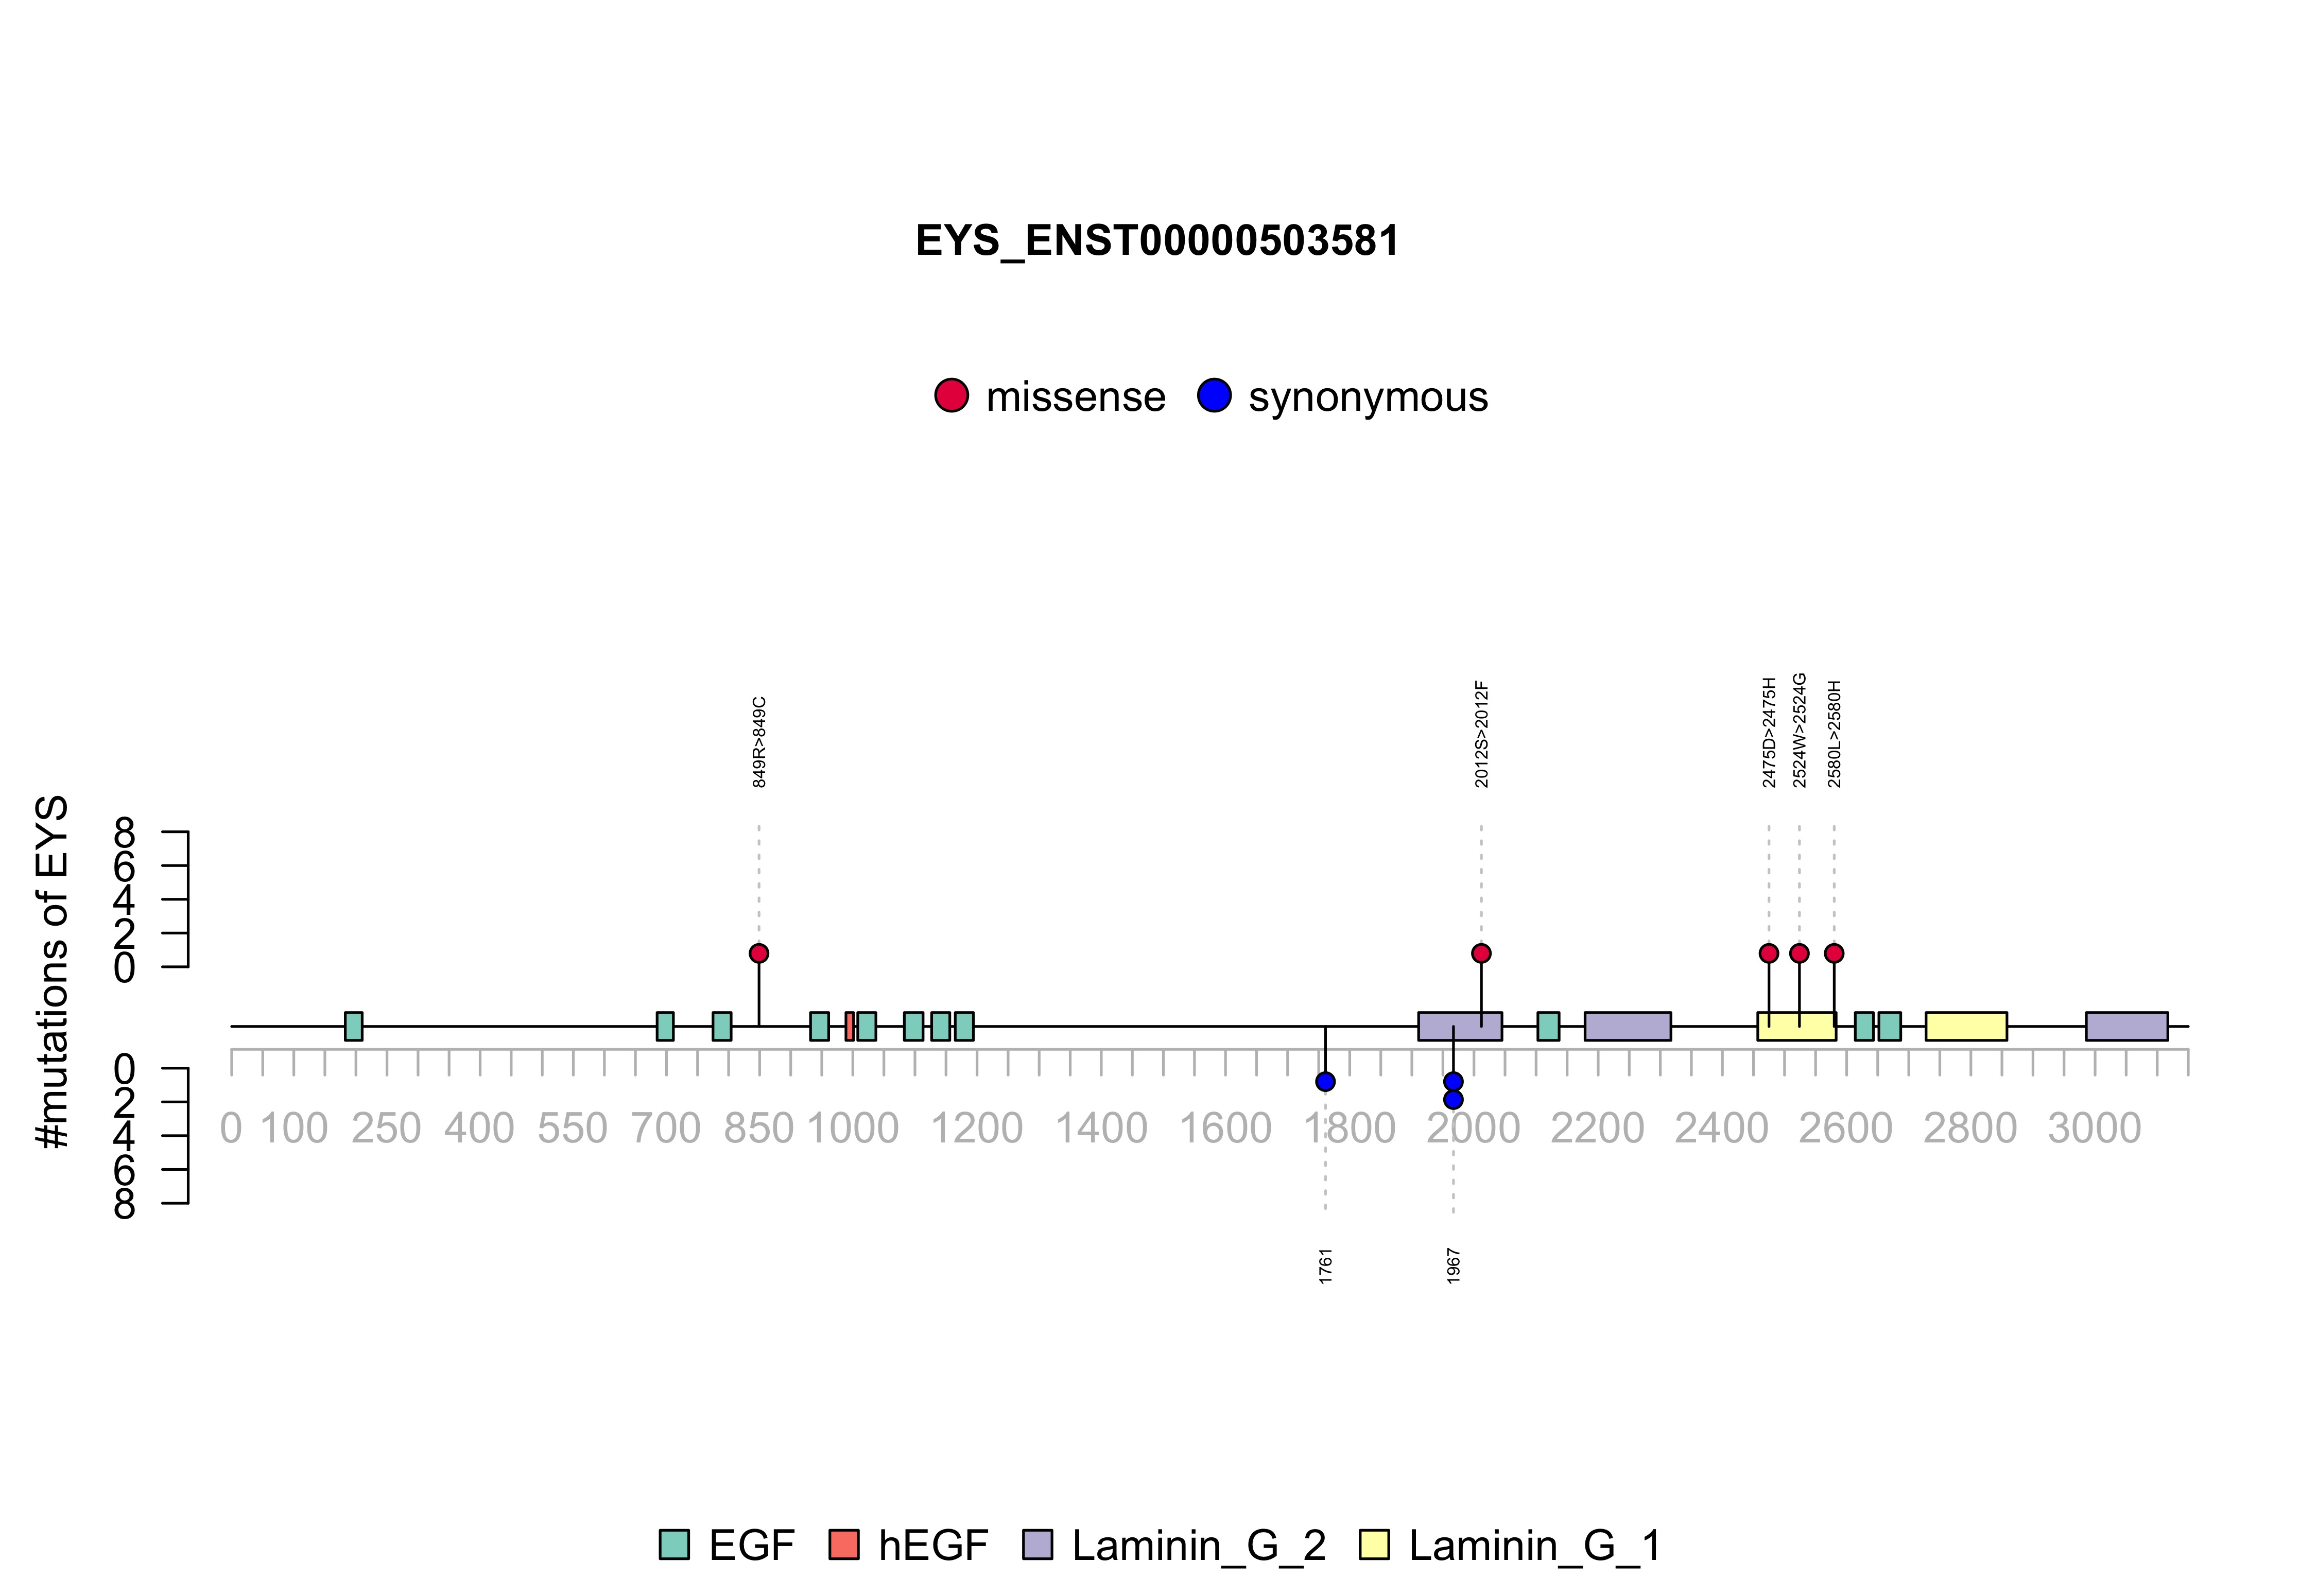 EYS_ENST00000503581
missense synonymous
849R>849C
2012S>2012F
2475D>2475H
2524W>2524G
2580L>2580H
#mutations of EYS
8
6
4
2
0
0
2
4
6
8
0 100 250 400 550 700 850 1000 1200 1400 1600 1800 2000 2200 2400 2600 2800 3000
1761
1967
EGF hEGF Laminin_G_2 Laminin_G_1